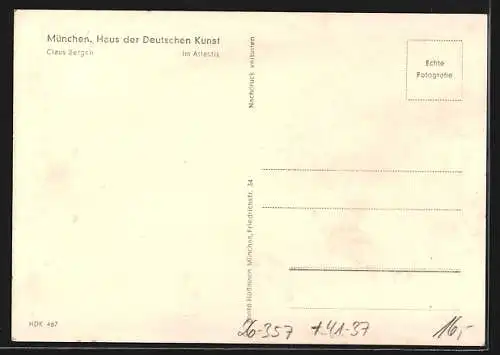 München, Haus der Deutschen Kunst
Claus Bergen Im Atlantik
Nachdruck verboten
Echte
Fotografie
Photo Hoffmann München, Friedrichstr. 34
HDK 467
26-357 +41-37 16,-